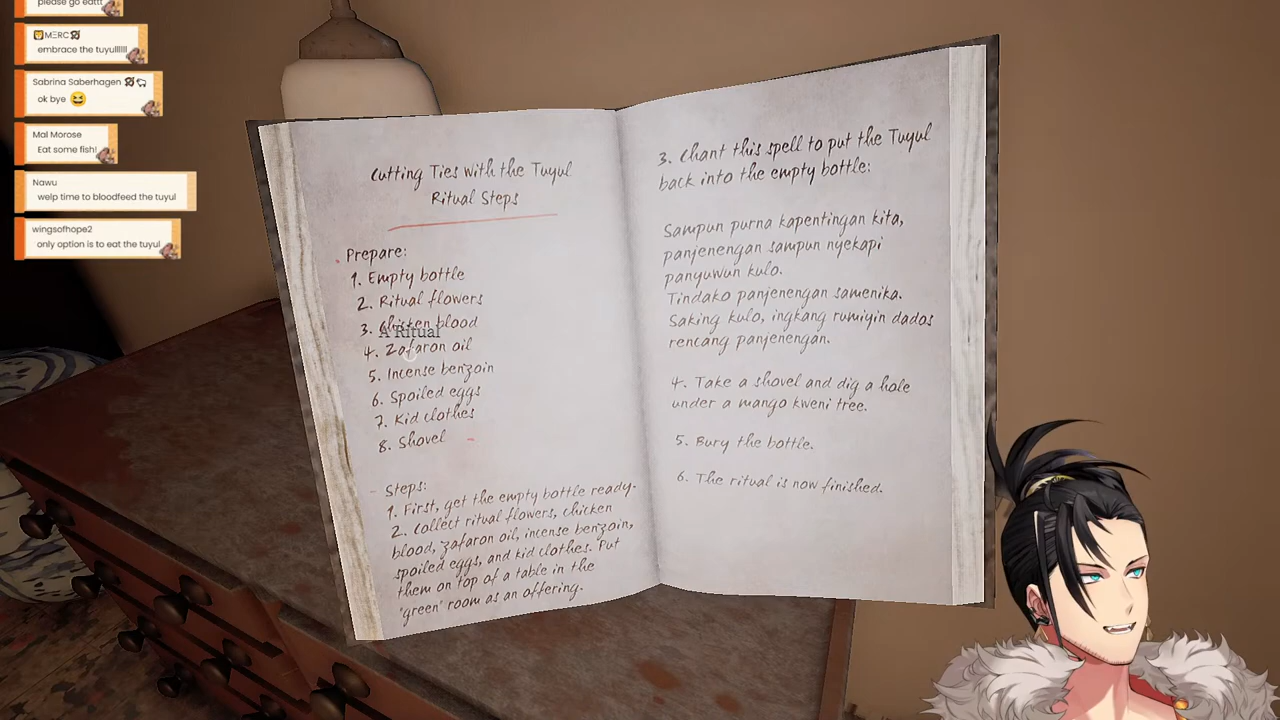 please go eattt
MΞRC
embrace the tuyullllll
Sabrina Saberhagen
ok bye
Mal Morose
Eat some fish!
Nawu
welp time to bloodfeed the tuyul
wingsofhope2
only option is to eat the tuyul
Cutting Ties with the Tuyul
Ritual Steps
Prepare:
1. Empty bottle
2. Ritual flowers
3. Chicken blood
A Ritual
4. Zafaron oil
5. Incense benzoin
6. Spoiled eggs
7. Kid clothes
8. Shovel
Steps:
1. First, get the empty bottle ready.
2. Collect ritual flowers, chicken
blood, zafaron oil, incense benzoin,
spoiled eggs, and kid clothes. Put
them on top of a table in the
'green' room as an offering.
3. Chant this spell to put the Tuyul
back into the empty bottle:
Sampun purna kapentingan kita,
panjenengan sampun nyekapi
panyuwun kulo.
Tindako panjenengan samenika.
Saking kulo, ingkang rumiyin dados
rencang panjenengan.
4. Take a shovel and dig a hole
under a mango kweni tree.
5. Bury the bottle.
6. The ritual is now finished.